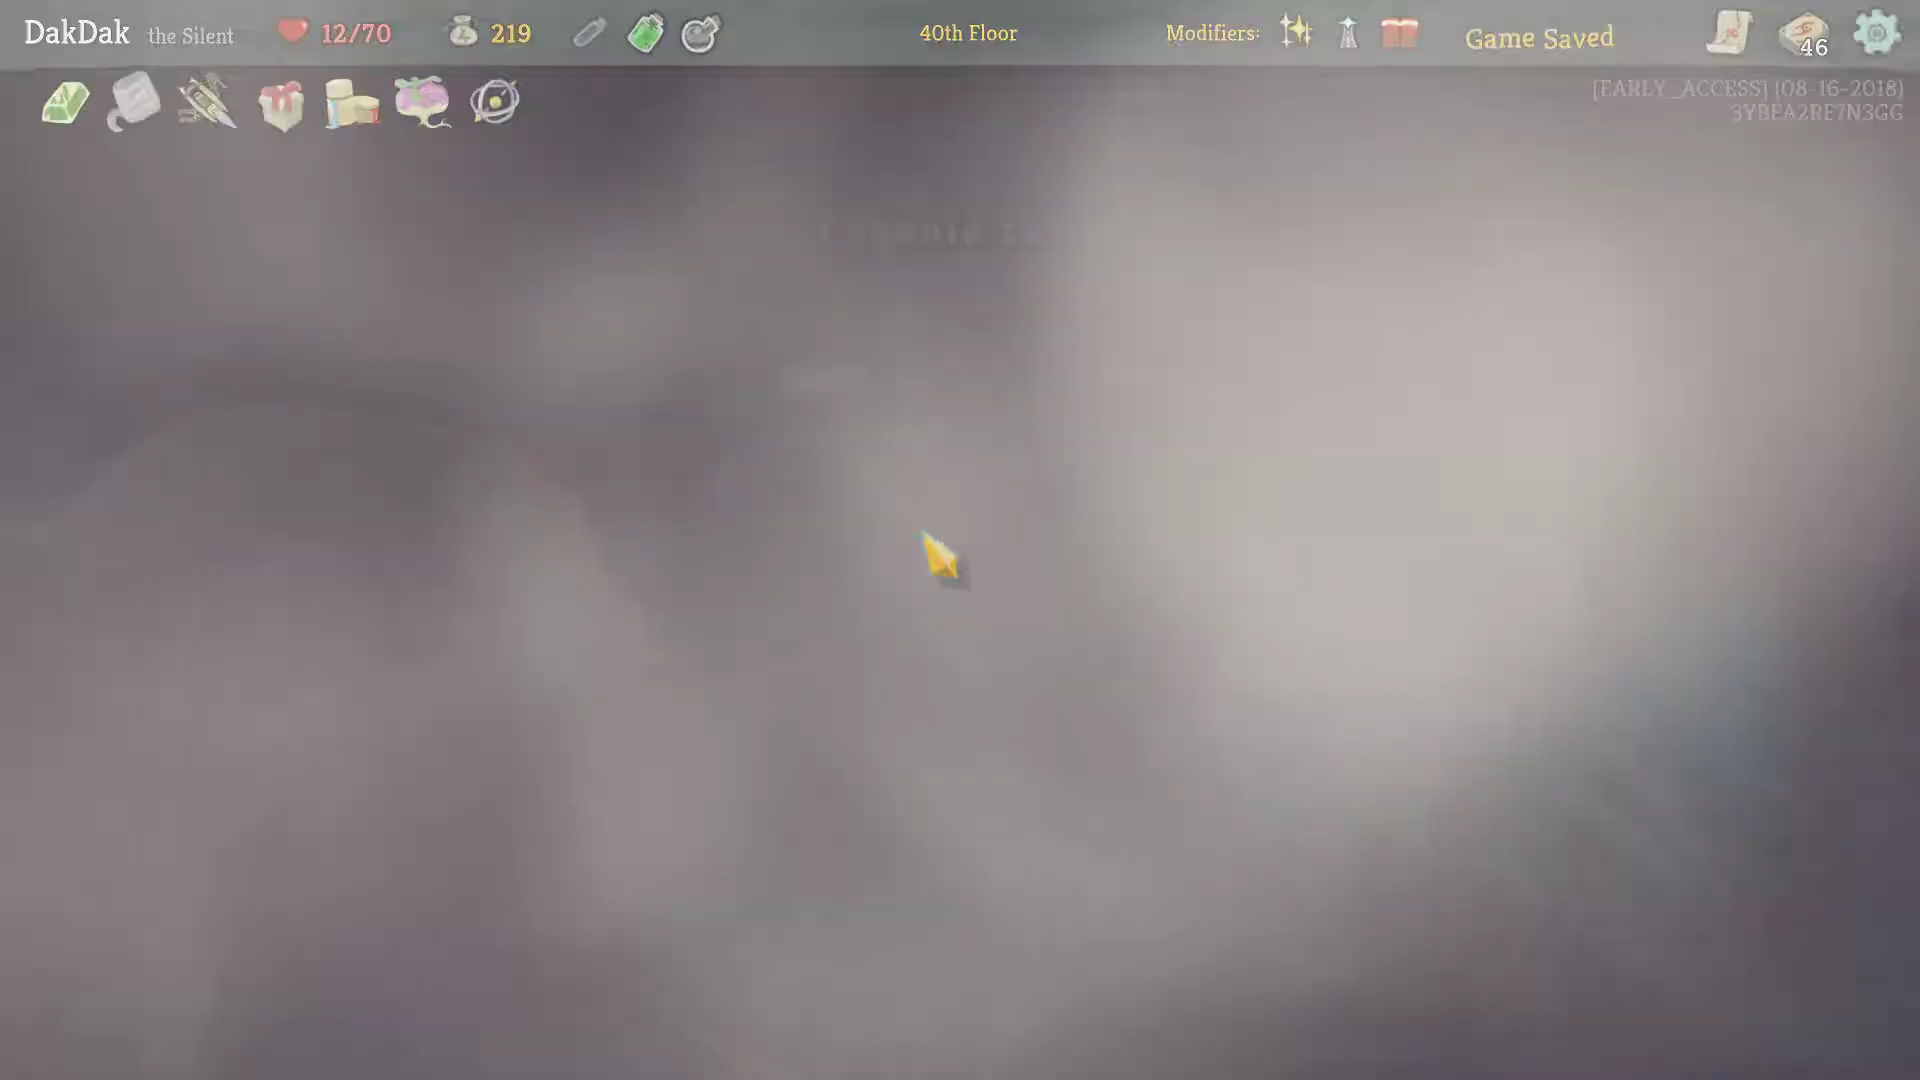 DakDak the Silent 12/70 219 40th Floor Modifiers: Game Saved 46
[EARLY_ACCESS] (08-16-2018)
3YBEA2RE7N3GG